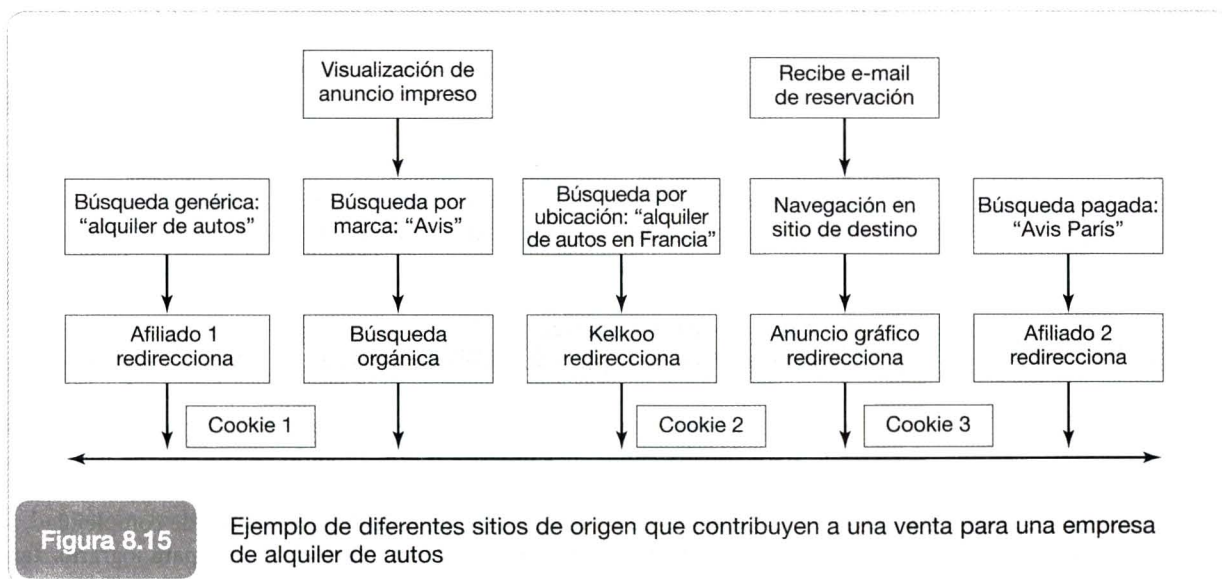 Visualización de
anuncio impreso
Recibe e-mail
de reservación
Búsqueda genérica:
“alquiler de autos”
Búsqueda por
marca: “Avis”
Búsqueda por
ubicación: “alquiler
de autos en Francia”
Navegación en
sitio de destino
Búsqueda pagada:
“Avis París”
Afiliado 1
redirecciona
Búsqueda
orgánica
Kelkoo
redirecciona
Anuncio gráfico
redirecciona
Afiliado 2
redirecciona
Cookie 1
Cookie 2
Cookie 3
Figura 8.15
Ejemplo de diferentes sitios de origen que contribuyen a una venta para una empresa
de alquiler de autos